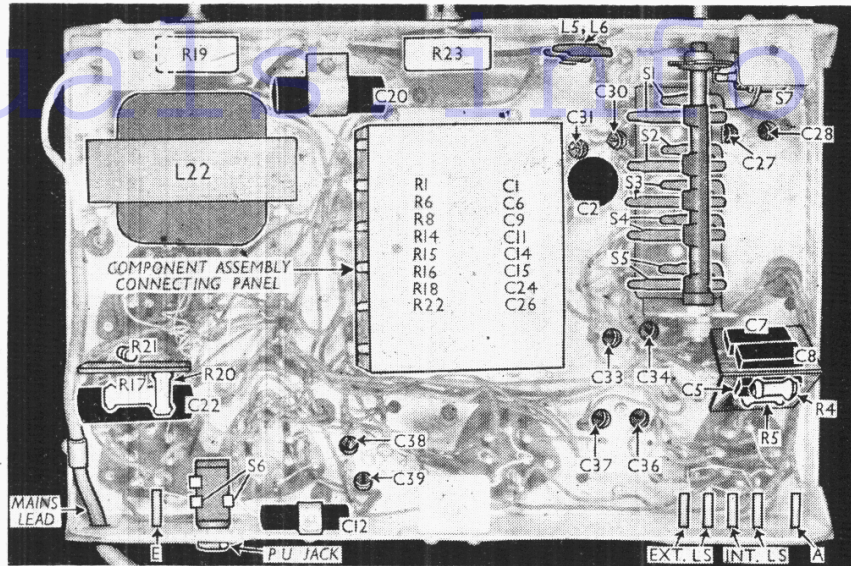 uals info
L5, L6
R19
R23
S1
S7
C20
C30
C31
C28
C27
S2
L22
C2
S3
S4
S5
R1 C1
R6 C6
R8 C9
R14 C11
R15 C14
R16 C15
R18 C24
R22 C26
COMPONENT ASSEMBLY
CONNECTING PANEL
C7
C8
C33
C34
R21
R20
R17
C22
C5
R4
R5
C38
C37
C36
S6
C39
MAINS
LEAD
C12
E
P U JACK
EXT. LS
INT. LS
A